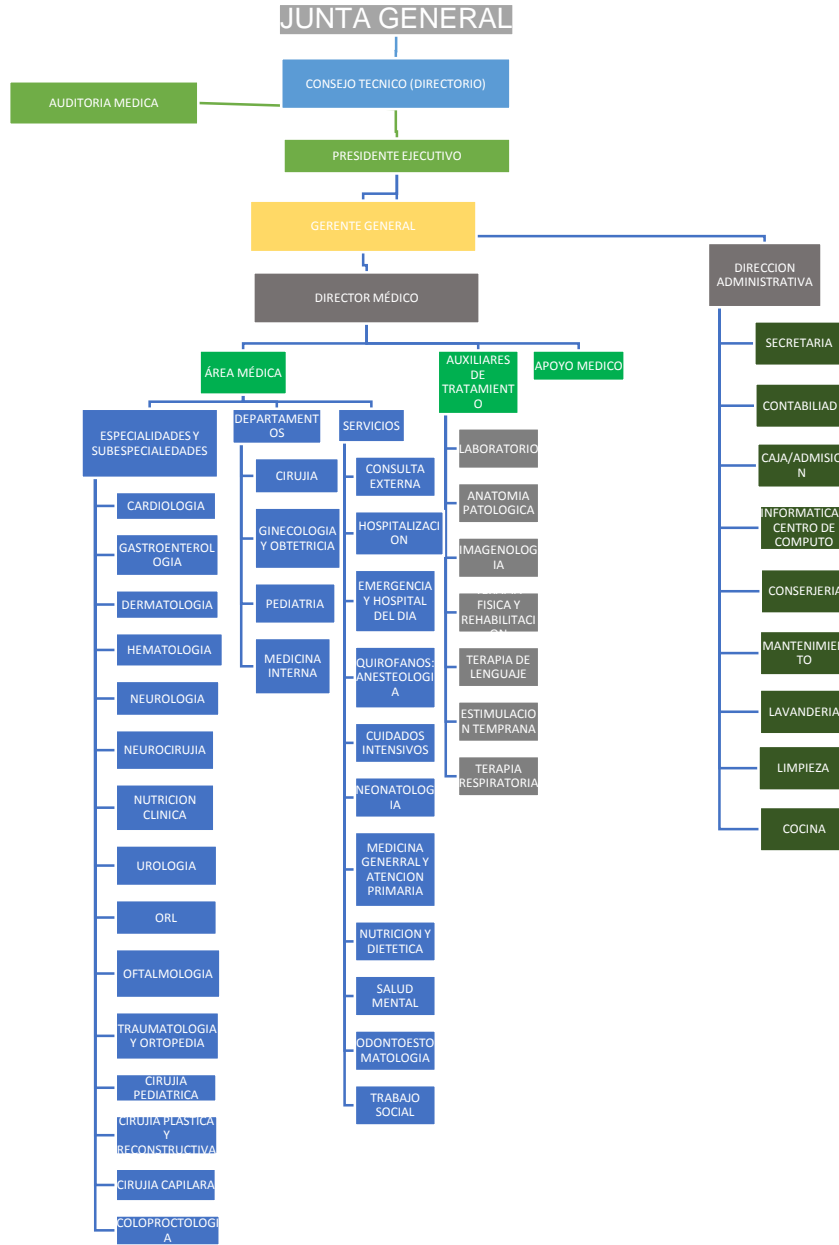 JUNTA GENERAL
CONSEJO TECNICO (DIRECTORIO)
AUDITORIA MEDICA
PRESIDENTE EJECUTIVO
GERENTE GENERAL
DIRECCION
ADMINISTRATIVA
DIRECTOR MÉDICO
ÁREA MÉDICA
AUXILIARES
DE
TRATAMIENT
O
APOYO MEDICO
ESPECIALIDADES Y
SUBESPECIALEDADES
CARDIOLOGIA
GASTROENTEROL
OGIA
DERMATOLOGIA
HEMATOLOGIA
NEUROLOGIA
NEUROCIRUJIA
NUTRICION
CLINICA
UROLOGIA
ORL
OFTALMOLOGIA
TRAUMATOLOGIA
Y ORTOPEDIA
CIRUJIA
PEDIATRICA
CIRUJIA PLASTICA
Y
RECONSTRUCTIVA
CIRUJIA CAPILARA
COLOPROCTOLOGI
A
DEPARTAMENT
OS
CIRUJIA
GINECOLOGIA
Y OBTETRICIA
PEDIATRIA
MEDICINA
INTERNA
SERVICIOS
CONSULTA
EXTERNA
HOSPITALIZACI
ON
EMERGENCIA
Y HOSPITAL
DEL DIA
QUIROFANOS:
ANESTEOLOGI
A
CUIDADOS
INTENSIVOS
NEONATOLOG
IA
MEDICINA
GENERRAL Y
ATENCION
PRIMARIA
NUTRICION Y
DIETETICA
SALUD
MENTAL
ODONTOESTO
MATOLOGIA
TRABAJO
SOCIAL
LABORATORIO
ANATOMIA
PATOLOGICA
IMAGENOLOG
IA
FISICA Y
REHABILITACI
ON
TERAPIA DE
LENGUAJE
ESTIMULACIO
N TEMPRANA
TERAPIA
RESPIRATORIA
SECRETARIA
CONTABILIAD
CAJA/ADMISIO
N
INFORMATICA
CENTRO DE
COMPUTO
CONSERJERIA
MANTENIMIEN
TO
LAVANDERIA
LIMPIEZA
COCINA